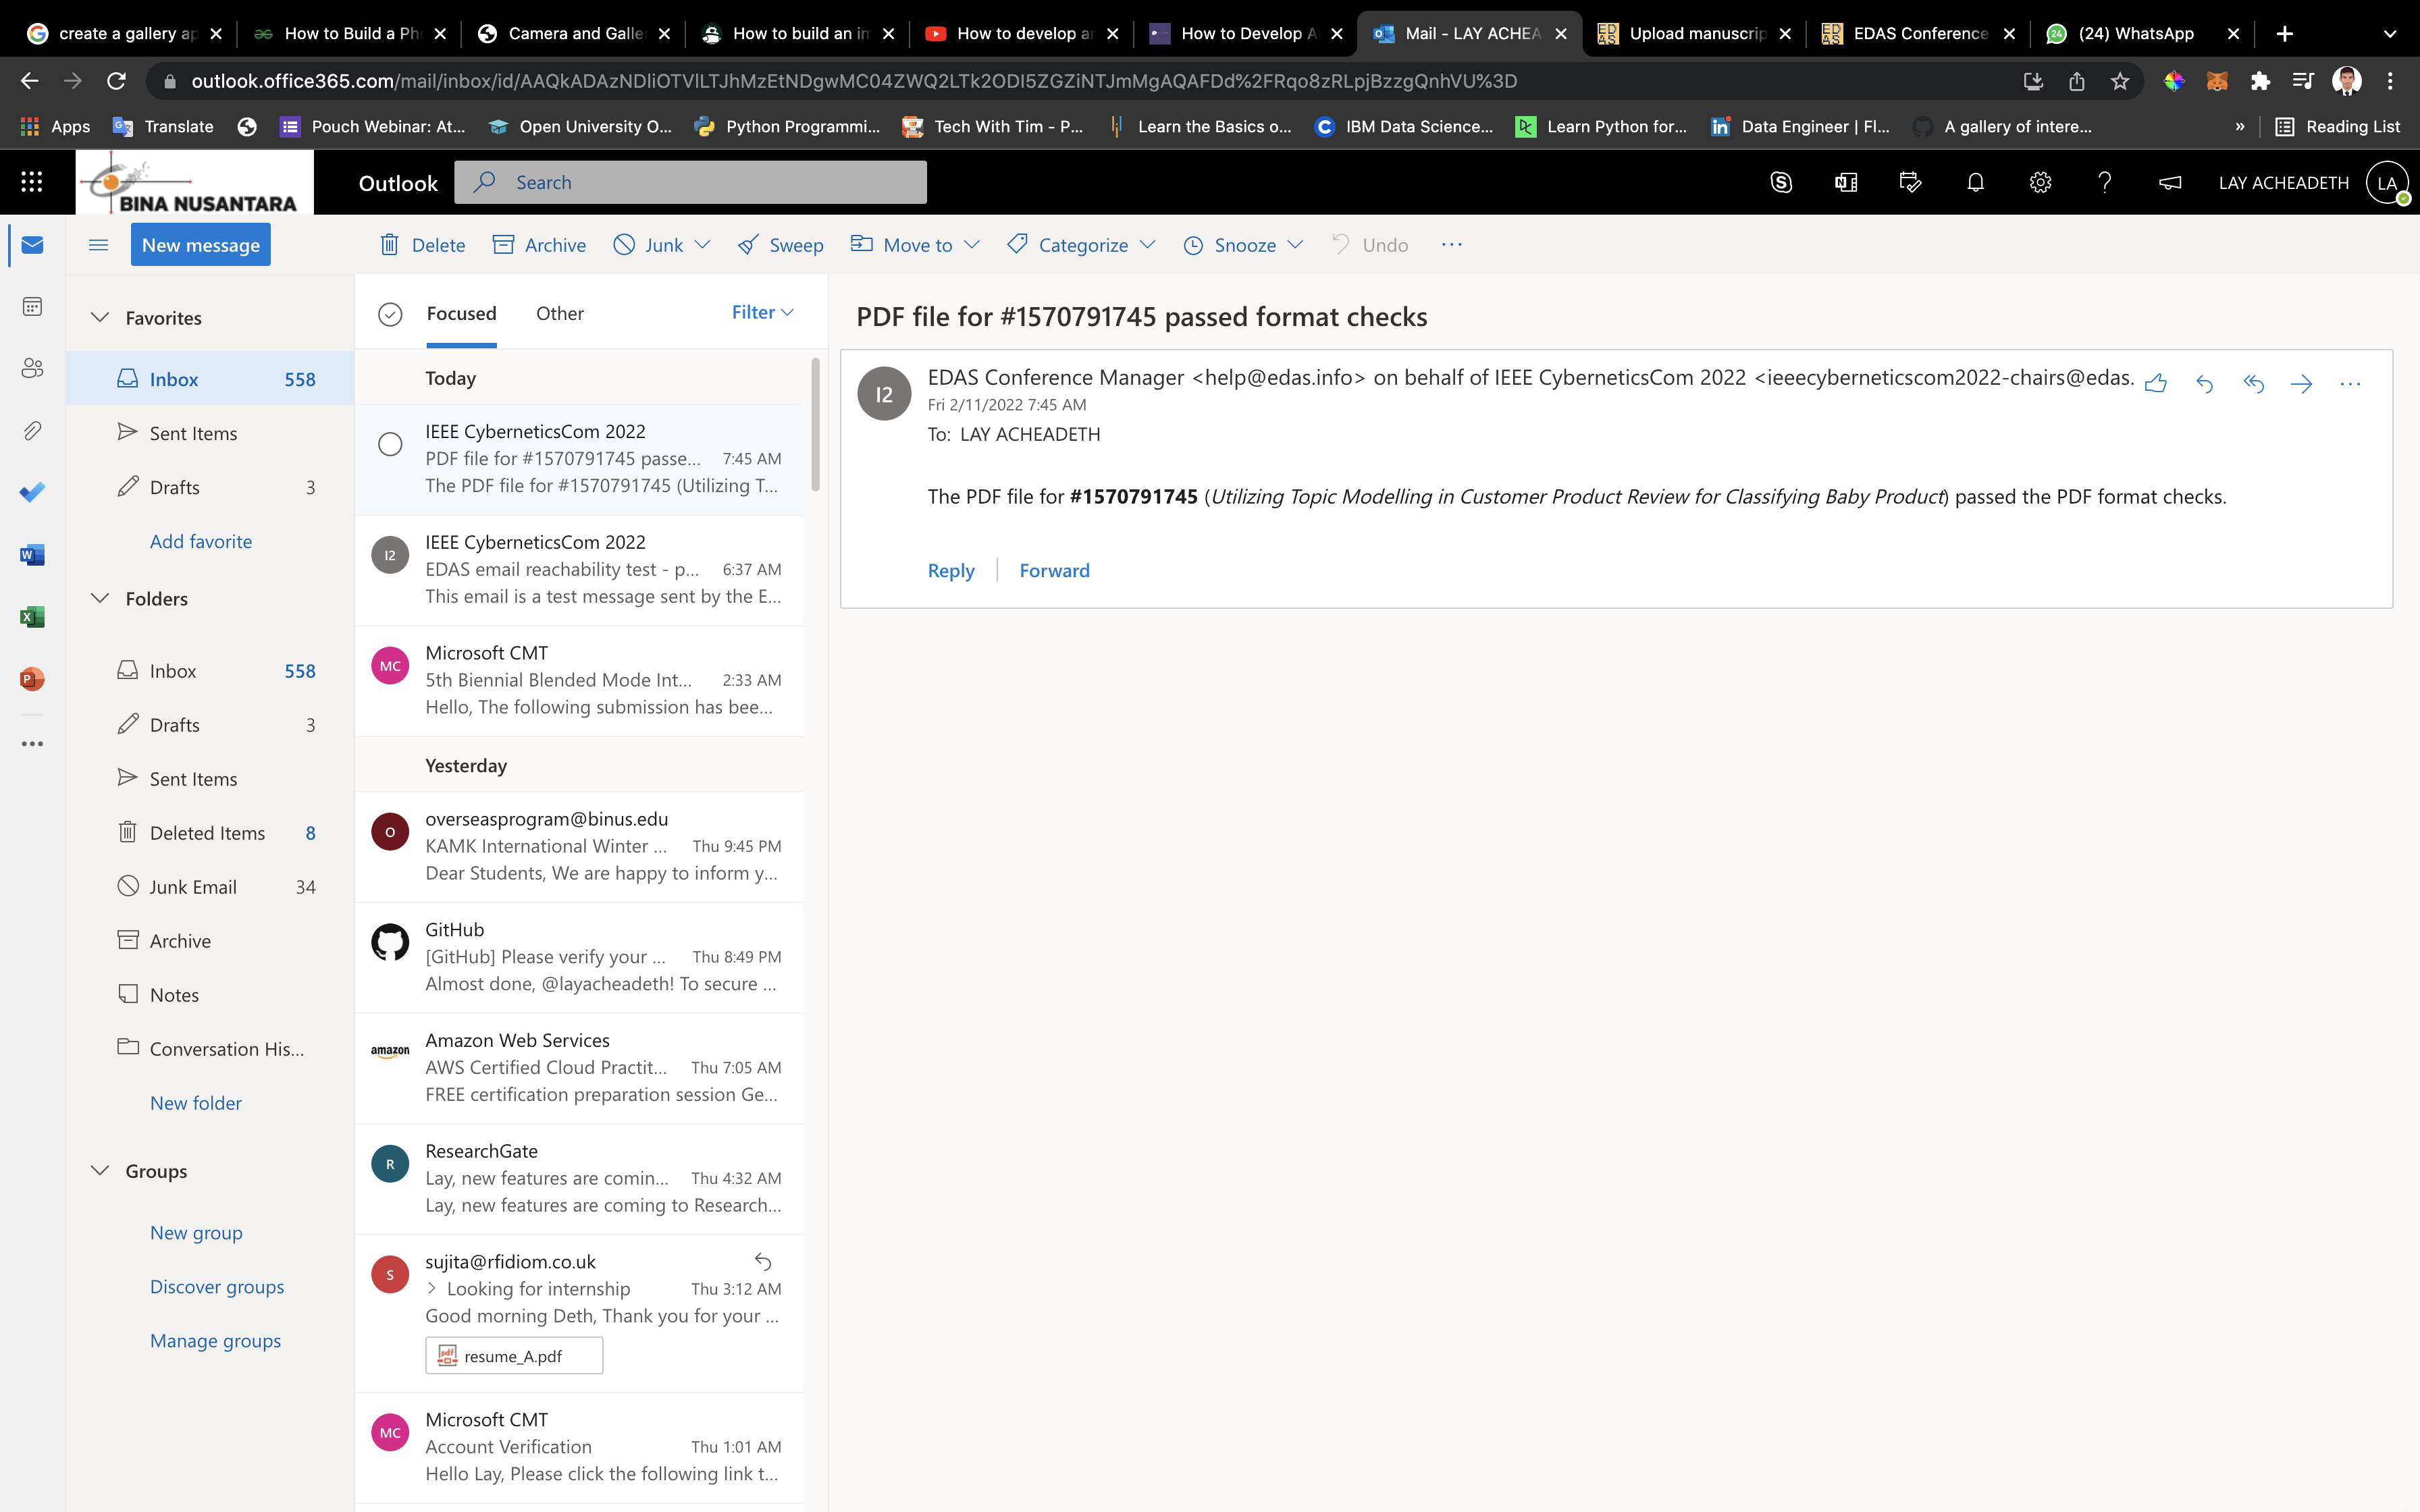 create a gallery ap
How to Build a Ph
Camera and Galle
How to build an in
How to develop an
How to Develop A
Mail - LAY ACHEA
Upload manuscrip
EDAS Conference
(24) WhatsApp
outlook.office365.com/mail/inbox/id/AAQkADAzNDliOTVlLTJhMzEtNDgwMC04ZWQ2LTk2ODI5ZGZiNTJmMgAQAFDd%2FRqo8zRLpjBzzgQnhVU%3D
Apps
Translate
Pouch Webinar: At...
Open University O...
Python Programmi...
Tech With Tim - P...
Learn the Basics o...
IBM Data Science...
Learn Python for...
Data Engineer | Fl...
A gallery of intere...
»
Reading List
BINA NUSANTARA
Outlook
Search
LAY ACHEADETH
LA
New message
Delete
Archive
Junk
Sweep
Move to
Categorize
Snooze
Undo
Favorites
Inbox 558
Sent Items
Drafts 3
Add favorite
Folders
Inbox 558
Drafts 3
Sent Items
Deleted Items 8
Junk Email 34
Archive
Notes
Conversation His...
New folder
Groups
New group
Discover groups
Manage groups
Focused
Other
Filter
Today
IEEE CyberneticsCom 2022
PDF file for #1570791745 passe... 7:45 AM
The PDF file for #1570791745 (Utilizing T...
I2
IEEE CyberneticsCom 2022
EDAS email reachability test - p... 6:37 AM
This email is a test message sent by the E...
MC
Microsoft CMT
5th Biennial Blended Mode Int... 2:33 AM
Hello, The following submission has bee...
Yesterday
O
overseasprogram@binus.edu
KAMK International Winter ... Thu 9:45 PM
Dear Students, We are happy to inform y...
GitHub
[GitHub] Please verify your ... Thu 8:49 PM
Almost done, @layacheadeth! To secure ...
amazon
Amazon Web Services
AWS Certified Cloud Practit... Thu 7:05 AM
FREE certification preparation session Ge...
R
ResearchGate
Lay, new features are comin... Thu 4:32 AM
Lay, new features are coming to Research...
S
sujita@rfidiom.co.uk
Looking for internship Thu 3:12 AM
Good morning Deth, Thank you for your ...
resume_A.pdf
MC
Microsoft CMT
Account Verification Thu 1:01 AM
Hello Lay, Please click the following link t...
PDF file for #1570791745 passed format checks
I2
EDAS Conference Manager <help@edas.info> on behalf of IEEE CyberneticsCom 2022 <ieeecyberneticscom2022-chairs@edas.
Fri 2/11/2022 7:45 AM
To: LAY ACHEADETH
The PDF file for #1570791745 (Utilizing Topic Modelling in Customer Product Review for Classifying Baby Product) passed the PDF format checks.
Reply
Forward